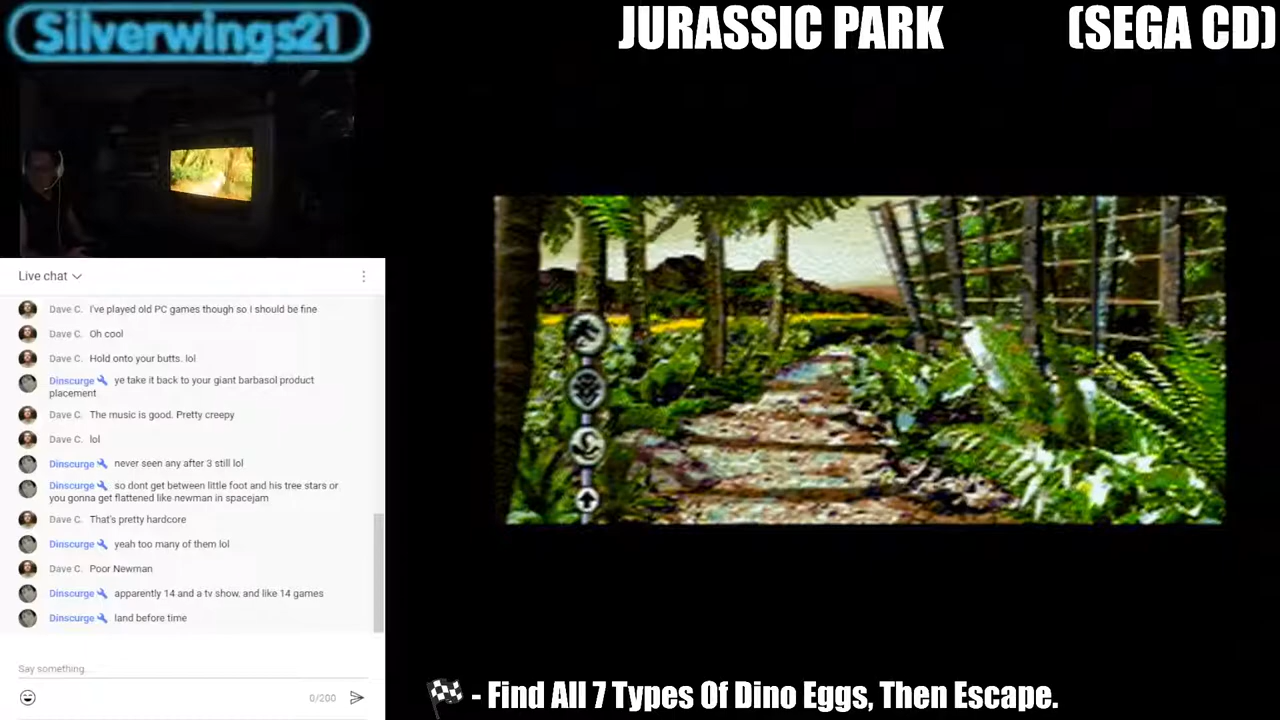 Silverwings21
JURASSIC PARK (SEGA CD)
Live chat
Dave C. I've played old PC games though so I should be fine
Dave C. Oh cool
Dave C. Hold onto your butts. lol
Dinscurge ye take it back to your giant barbasol product
placement
Dave C. The music is good. Pretty creepy
Dave C. lol
Dinscurge never seen any after 3 still lol
Dinscurge so dont get between little foot and his tree stars or
you gonna get flattened like newman in spacejam
Dave C. That's pretty hardcore
Dinscurge yeah too many of them lol
Dave C. Poor Newman
Dinscurge apparently 14 and a tv show, and like 14 games
Dinscurge land before time
Say something...
0/200
- Find All 7 Types Of Dino Eggs, Then Escape.